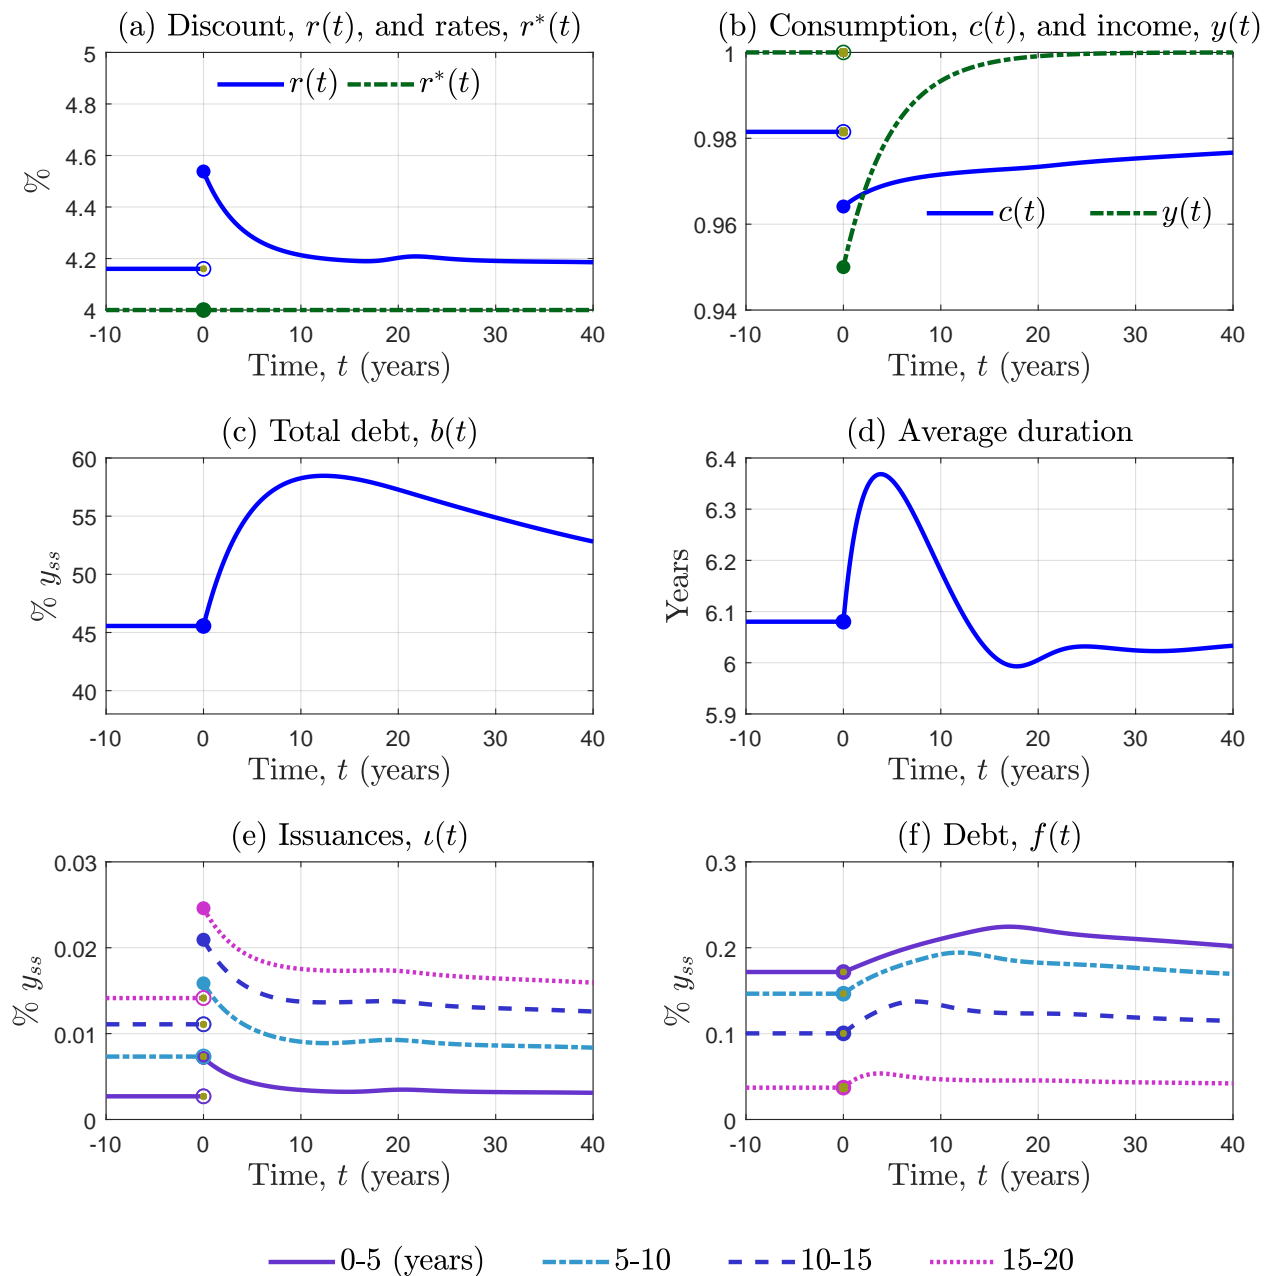 (a) Discount, r(t), and rates, r*(t)
5
4.8
4.6
4.4
4.2
4
%
r(t) r*(t)
-10 0 10 20 30 40
Time, t (years)
(b) Consumption, c(t), and income, y(t)
1
0.98
0.96
0.94
c(t) y(t)
-10 0 10 20 30 40
Time, t (years)
(c) Total debt, b(t)
60
55
50
45
40
% yss
-10 0 10 20 30 40
Time, t (years)
(d) Average duration
6.4
6.3
6.2
6.1
6
5.9
Years
-10 0 10 20 30 40
Time, t (years)
(e) Issuances, ι(t)
0.03
0.02
0.01
0
% yss
-10 0 10 20 30 40
Time, t (years)
(f) Debt, f(t)
0.3
0.2
0.1
0
% yss
-10 0 10 20 30 40
Time, t (years)
0-5 (years) 5-10 10-15 15-20